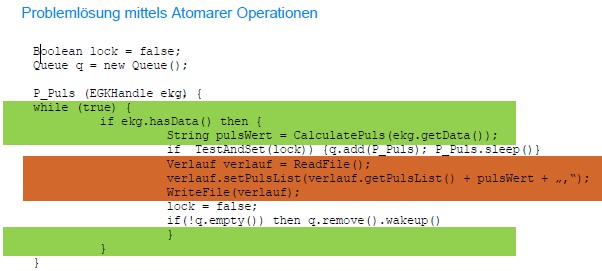 Problemlösung mittels Atomarer Operationen
Boolean lock = false;
Queue q = new Queue();
P_Puls (EGKHandle ekg) {
while (true) {
if ekg.hasData() then {
String pulsWert = CalculatePuls(ekg.getData());
if TestAndSet(lock)) {q.add(P_Puls); P_Puls.sleep()}
Verlauf verlauf = ReadFile();
verlauf.setPulsList(verlauf.getPulsList() + pulsWert + „,“);
WriteFile(verlauf);
lock = false;
if(!q.empty()) then q.remove().wakeup()
}
}
}